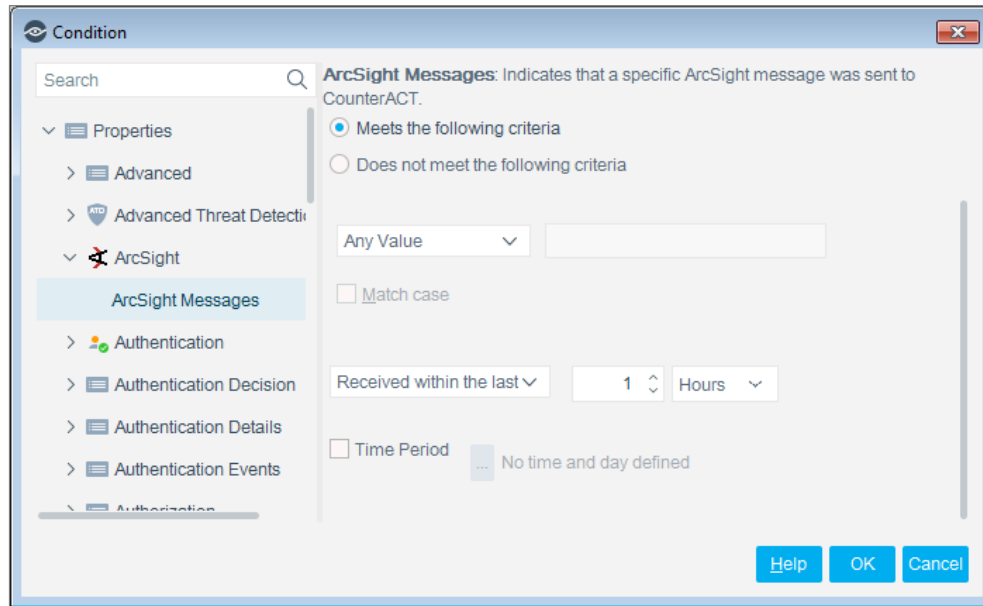 Condition
Search
Properties
Advanced
ATD
Advanced Threat Detecti
ArcSight
ArcSight Messages
Authentication
Authentication Decision
Authentication Details
Authentication Events
Authorization
ArcSight Messages: Indicates that a specific ArcSight message was sent to
CounterACT.
Meets the following criteria
Does not meet the following criteria
Any Value
Match case
Received within the last
1
Hours
Time Period
...
No time and day defined
Help
OK
Cancel